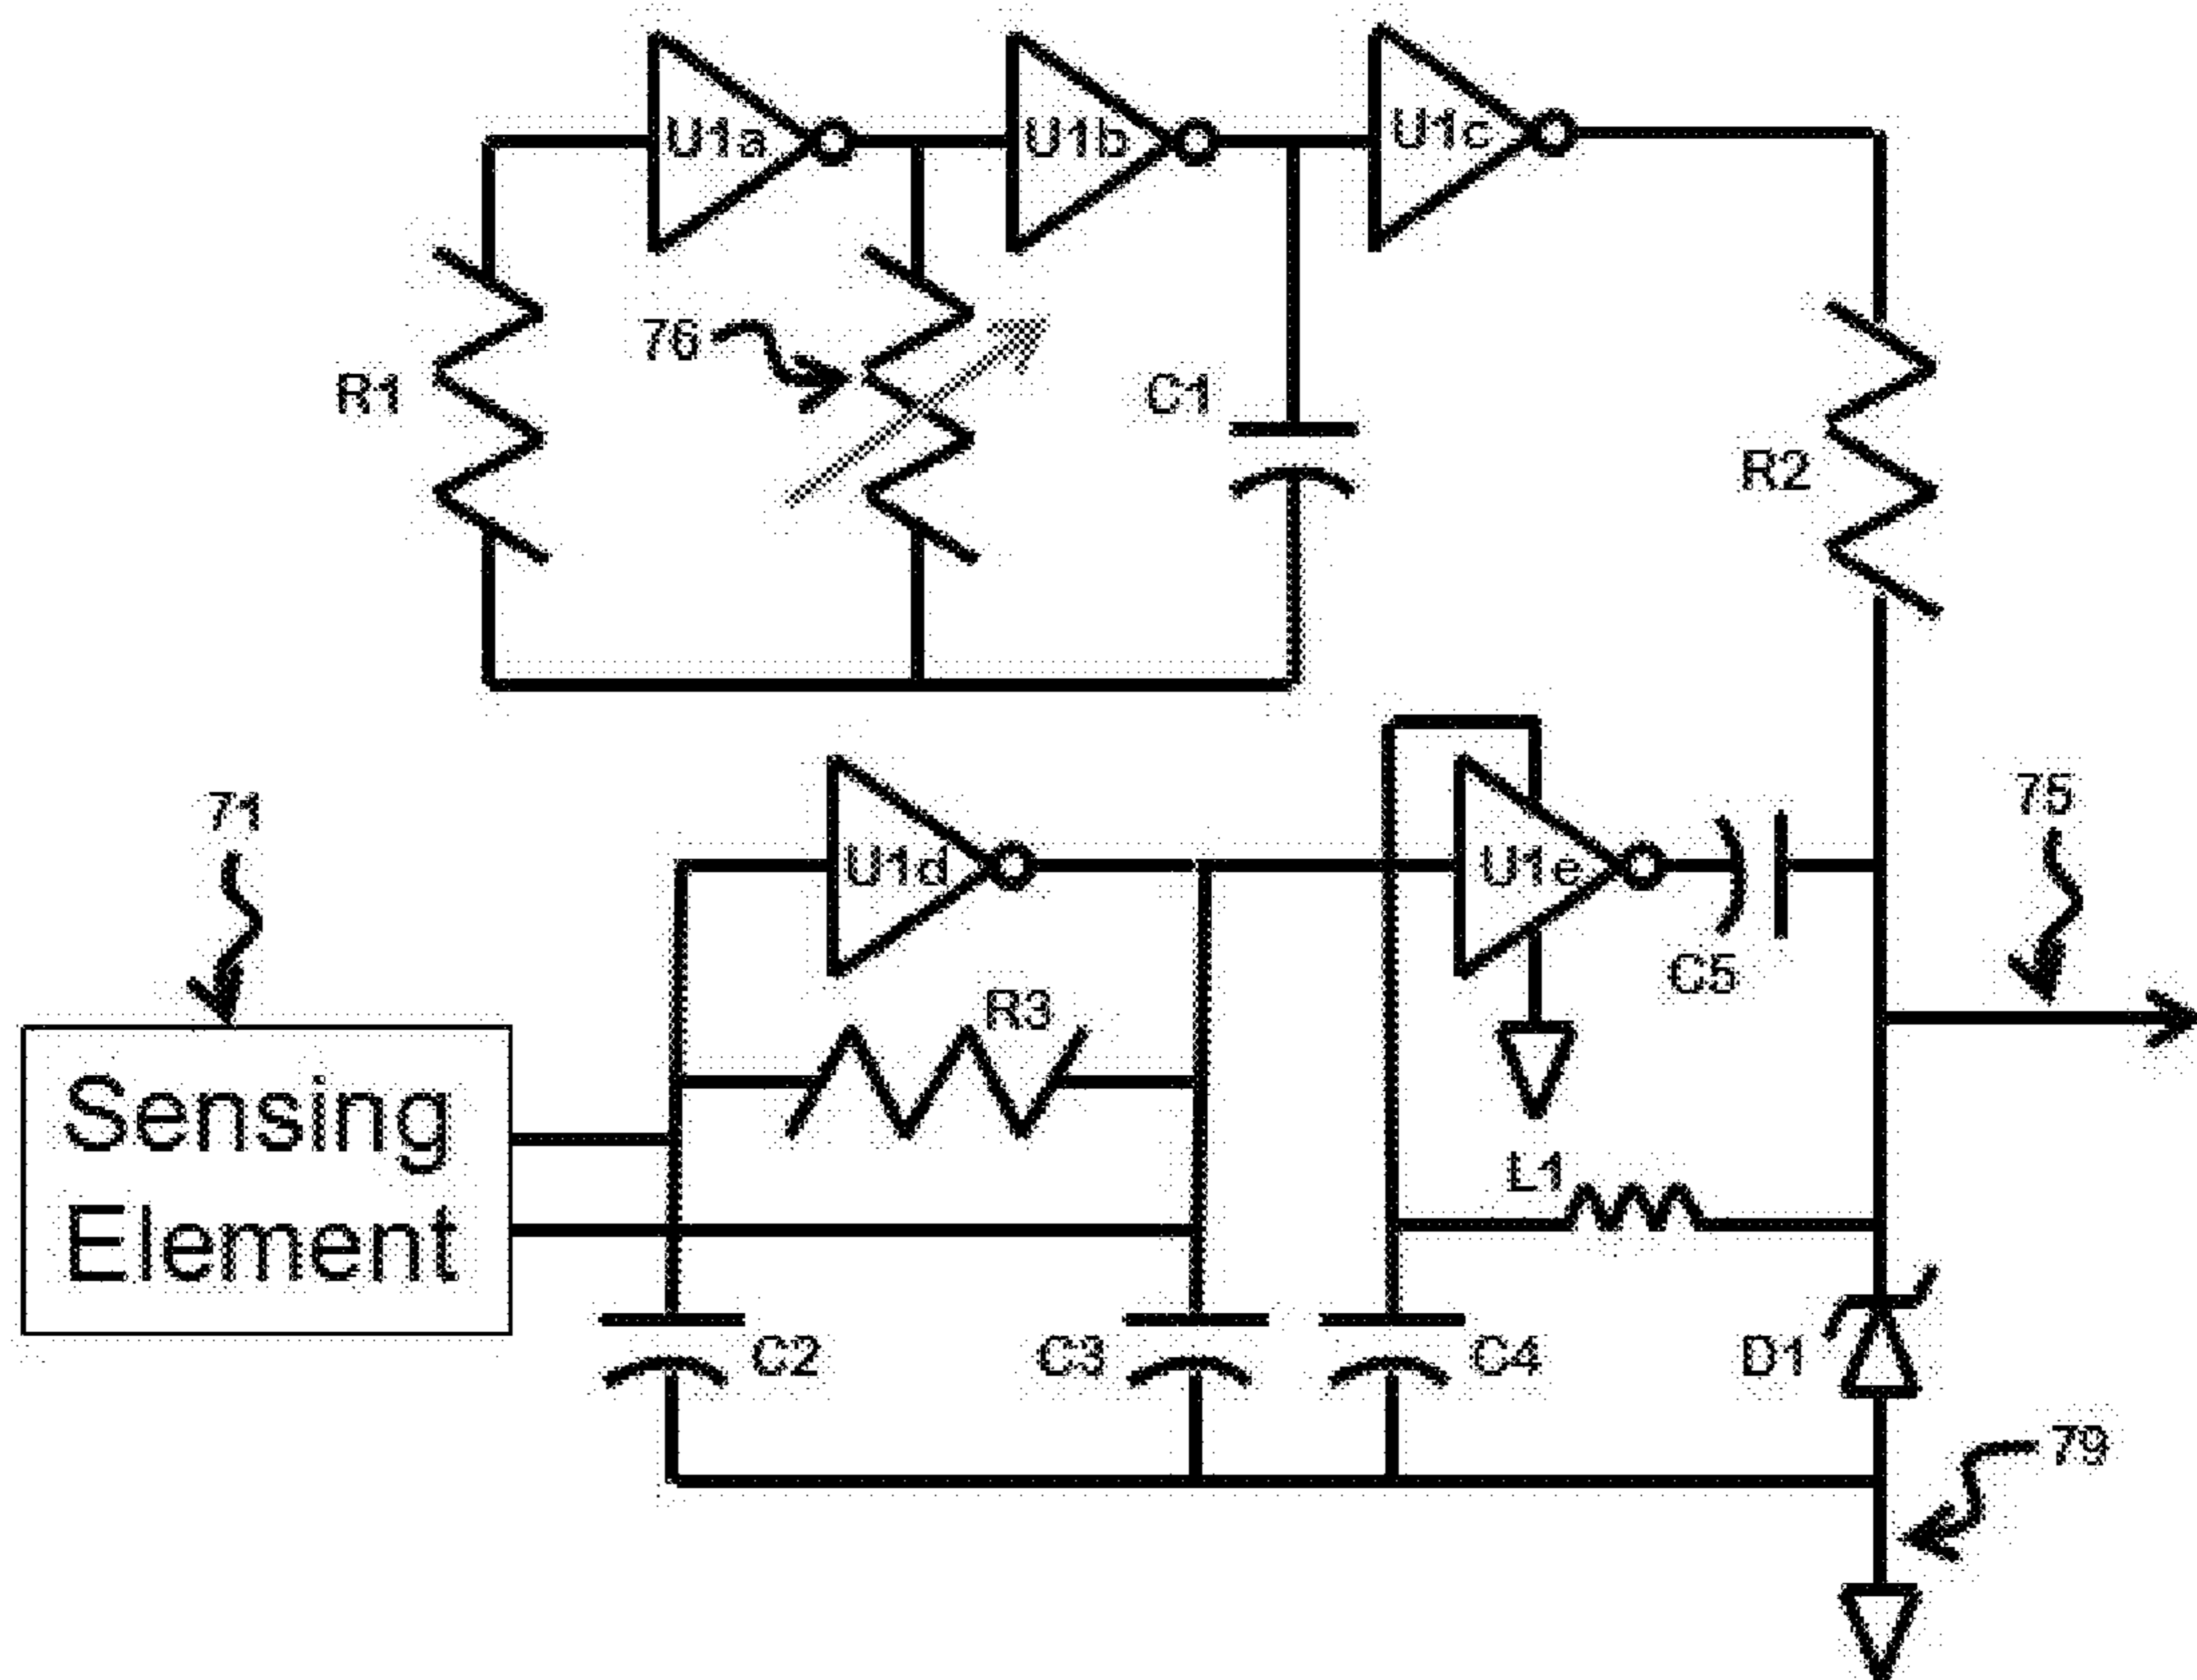 U1a
U1b
U1c
76
R1
C1
R2
71
U1d
U1e
75
C5
R3
Sensing
Element
L1
C2
C3
C4
D1
79